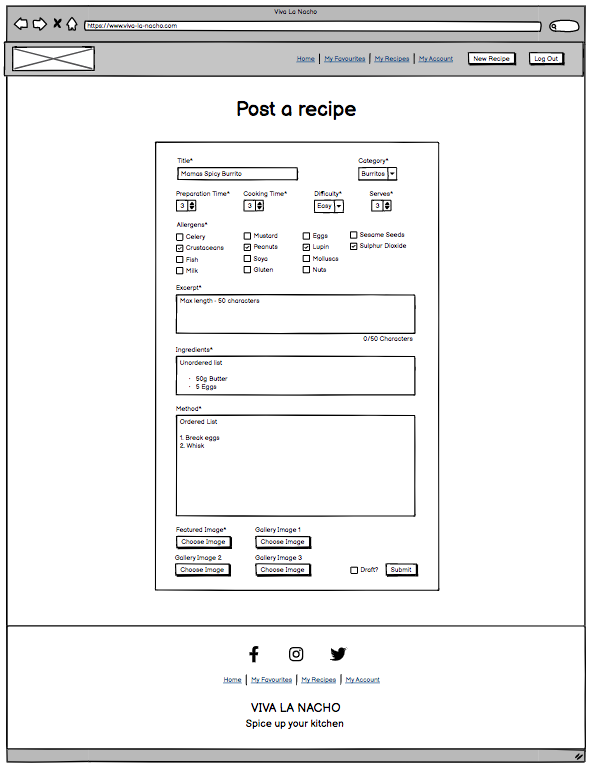 Viva La Nacho
https://www.viva-la-nacho.com
Home | My Favourites | My Recipes | My Account New Recipe Log Out
Post a recipe
Title* Category*
Mamas Spicy Burrito Burritos
Preparation Time* Cooking Time* Difficulty* Serves*
3 3 Easy 3
Allergens*
Celery Mustard Eggs Sesame Seeds
Crustaceans Peanuts Lupin Sulphur Dioxide
Fish Soya Molluscs
Milk Gluten Nuts
Excerpt*
Max length - 50 characters
0/50 Characters
Ingredients*
Unordered list
- 50g Butter
- 5 Eggs
Method*
Ordered List
1. Break eggs
2. Whisk
Featured Image* Gallery Image 1
Choose Image Choose Image
Gallery Image 2 Gallery Image 3
Choose Image Choose Image Draft? Submit
Home | My Favourites | My Recipes | My Account
VIVA LA NACHO
Spice up your kitchen